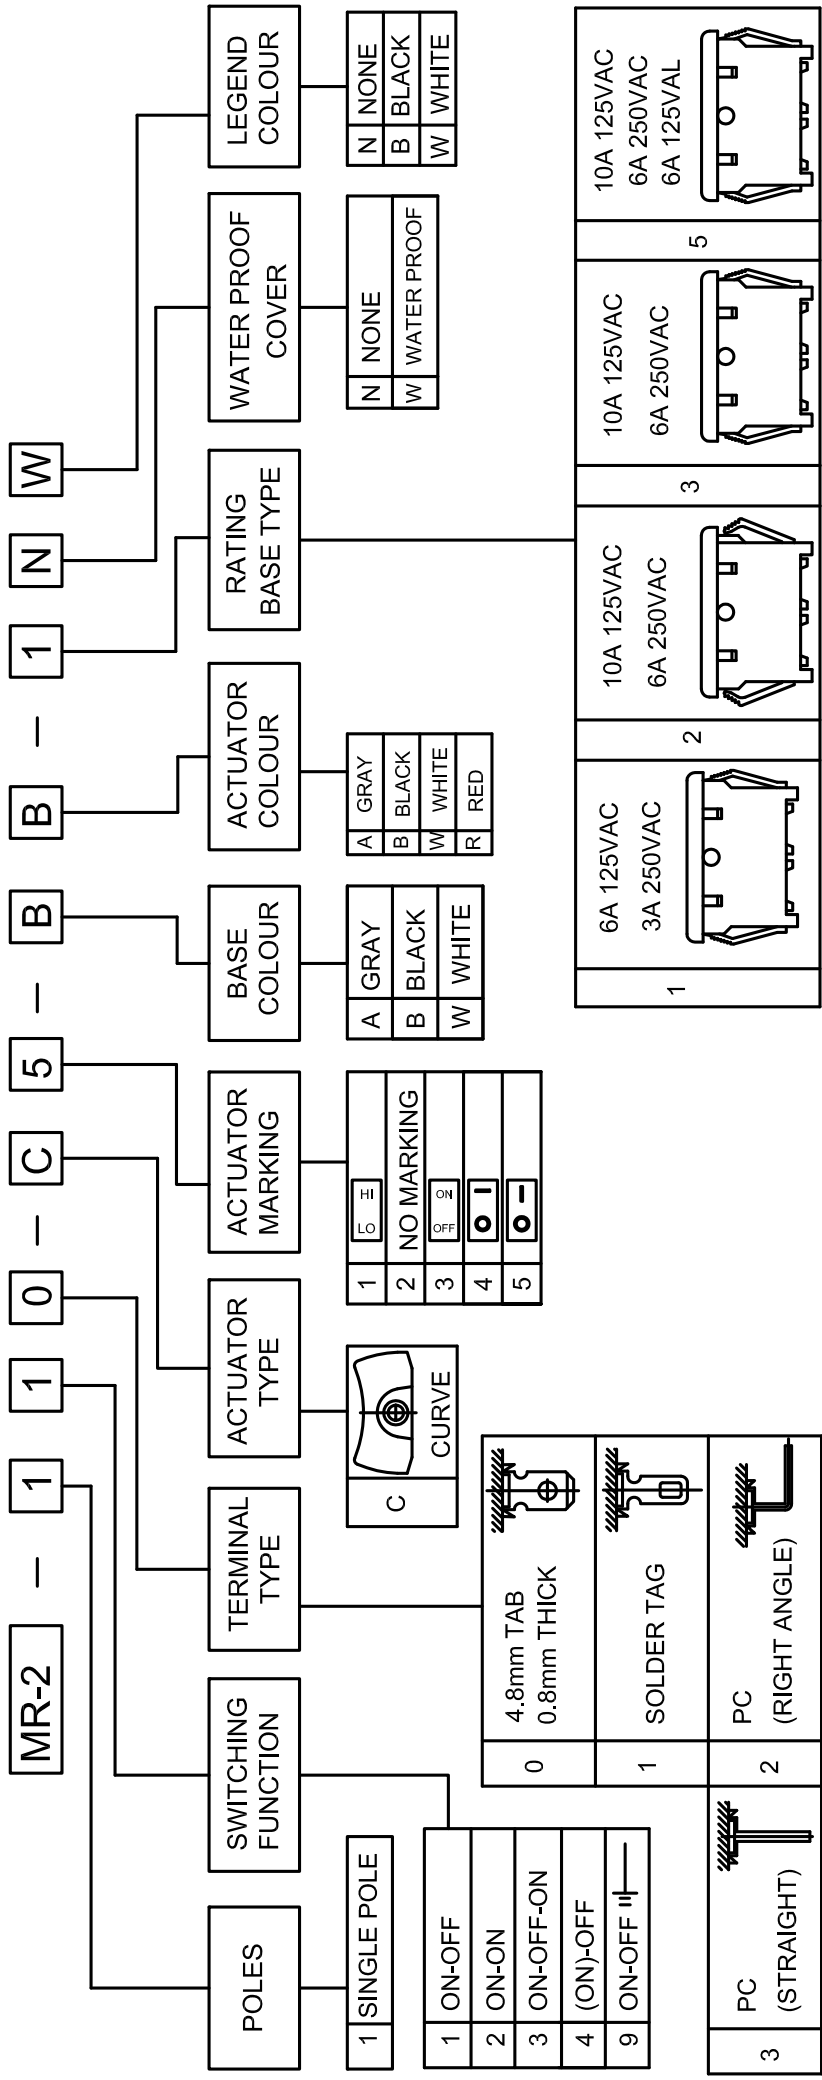 MR-2 — 1 1 0 — C 5 — B B — 1 N W
POLES
SWITCHING
FUNCTION
TERMINAL
TYPE
ACTUATOR
TYPE
ACTUATOR
MARKING
BASE
COLOUR
ACTUATOR
COLOUR
RATING
BASE TYPE
WATER PROOF
COVER
LEGEND
COLOUR
1 SINGLE POLE
1 ON-OFF
2 ON-ON
3 ON-OFF-ON
4 (ON)-OFF
9 ON-OFF
0 4.8mm TAB
0.8mm THICK
1 SOLDER TAG
2 PC
(RIGHT ANGLE)
3 PC
(STRAIGHT)
C CURVE
1 LO HI
2 NO MARKING
3 OFF ON
4 O I
5 O —
A GRAY
B BLACK
W WHITE
A GRAY
B BLACK
W WHITE
R RED
N NONE
W WATER PROOF
N NONE
B BLACK
W WHITE
1 6A 125VAC
3A 250VAC
2 10A 125VAC
6A 250VAC
3 10A 125VAC
6A 250VAC
5 10A 125VAC
6A 250VAC
6A 125VAL